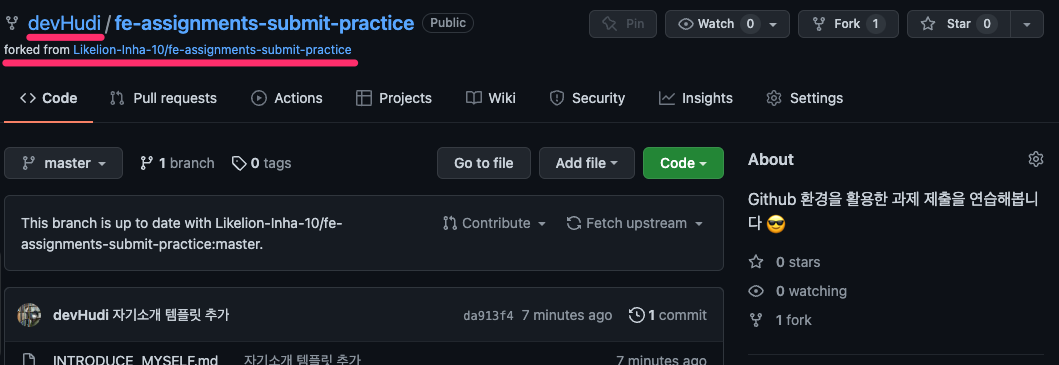 devHudi / fe-assignments-submit-practice Public Pin Watch 0 Fork 1 Star 0
forked from Likelion-Inha-10/fe-assignments-submit-practice
Code Pull requests Actions Projects Wiki Security Insights Settings
master 1 branch 0 tags Go to file Add file Code
This branch is up to date with Likelion-Inha-10/fe-
assignments-submit-practice:master.
Contribute Fetch upstream
devHudi 자기소개 템플릿 추가 da913f4 7 minutes ago 1 commit
INTRODUCE_MYSELF.md 자기소개 템플릿 추가 7 minutes ago
About
Github 환경을 활용한 과제 제출을 연습해봅니
다 😎
0 stars
0 watching
1 fork